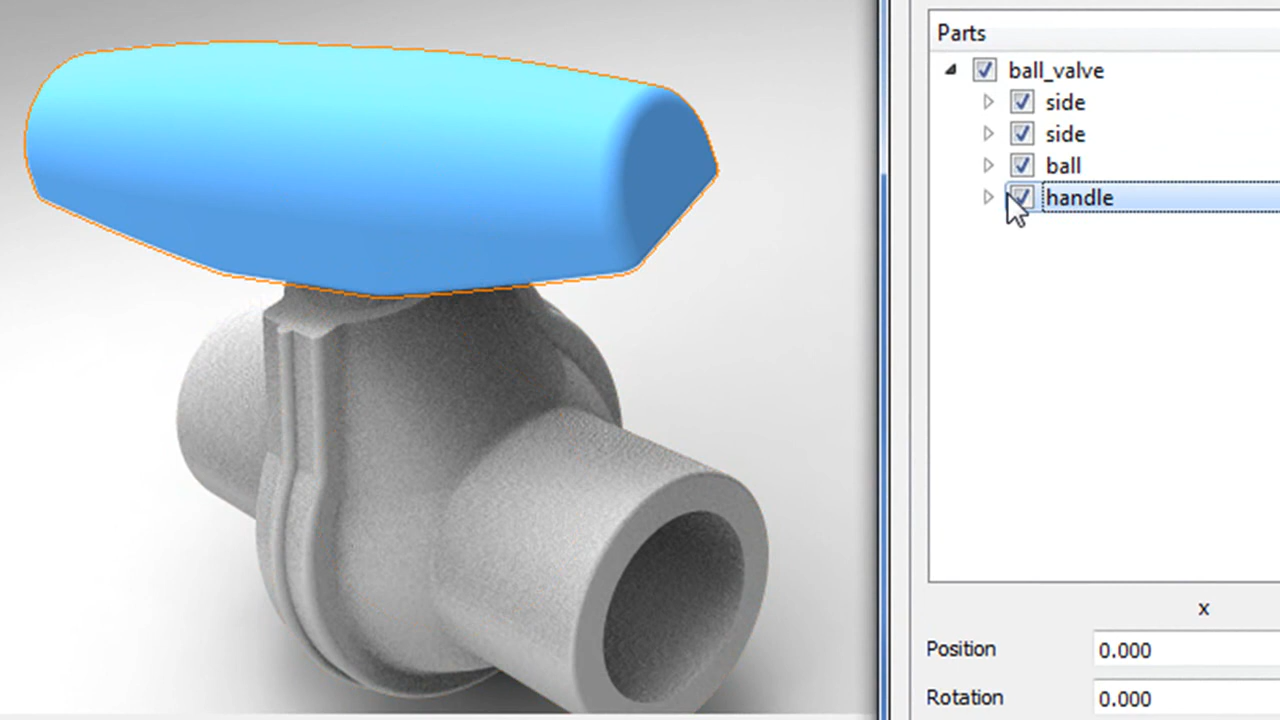 Parts
ball_valve
side
side
ball
handle
x
Position 0.000
Rotation 0.000